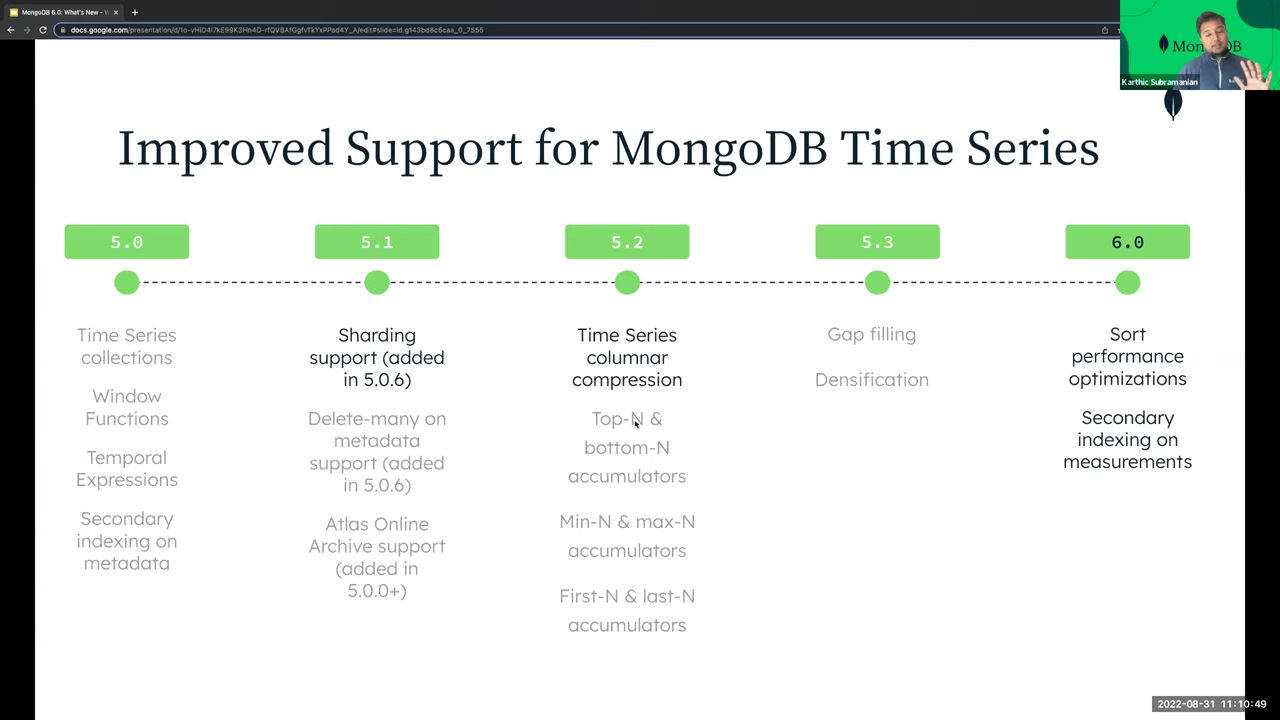 MongoDB 6.0: What's New - V
docs.google.com/presentation/d/1o-vHiD4l7kE99K3Hn4D-rfQVBAfGgfvTkYxPPad4Y_A/edit#slide=id.g143bd8c6caa_0_7555
MongoDB
Karthic Subramanian
Improved Support for MongoDB Time Series
5.0
5.1
5.2
5.3
6.0
Time Series
collections
Window
Functions
Temporal
Expressions
Secondary
indexing on
metadata
Sharding
support (added
in 5.0.6)
Delete-many on
metadata
support (added
in 5.0.6)
Atlas Online
Archive support
(added in
5.0.0+)
Time Series
columnar
compression
Top-N &
bottom-N
accumulators
Min-N & max-N
accumulators
First-N & last-N
accumulators
Gap filling
Densification
Sort
performance
optimizations
Secondary
indexing on
measurements
2022-08-31 11:10:49